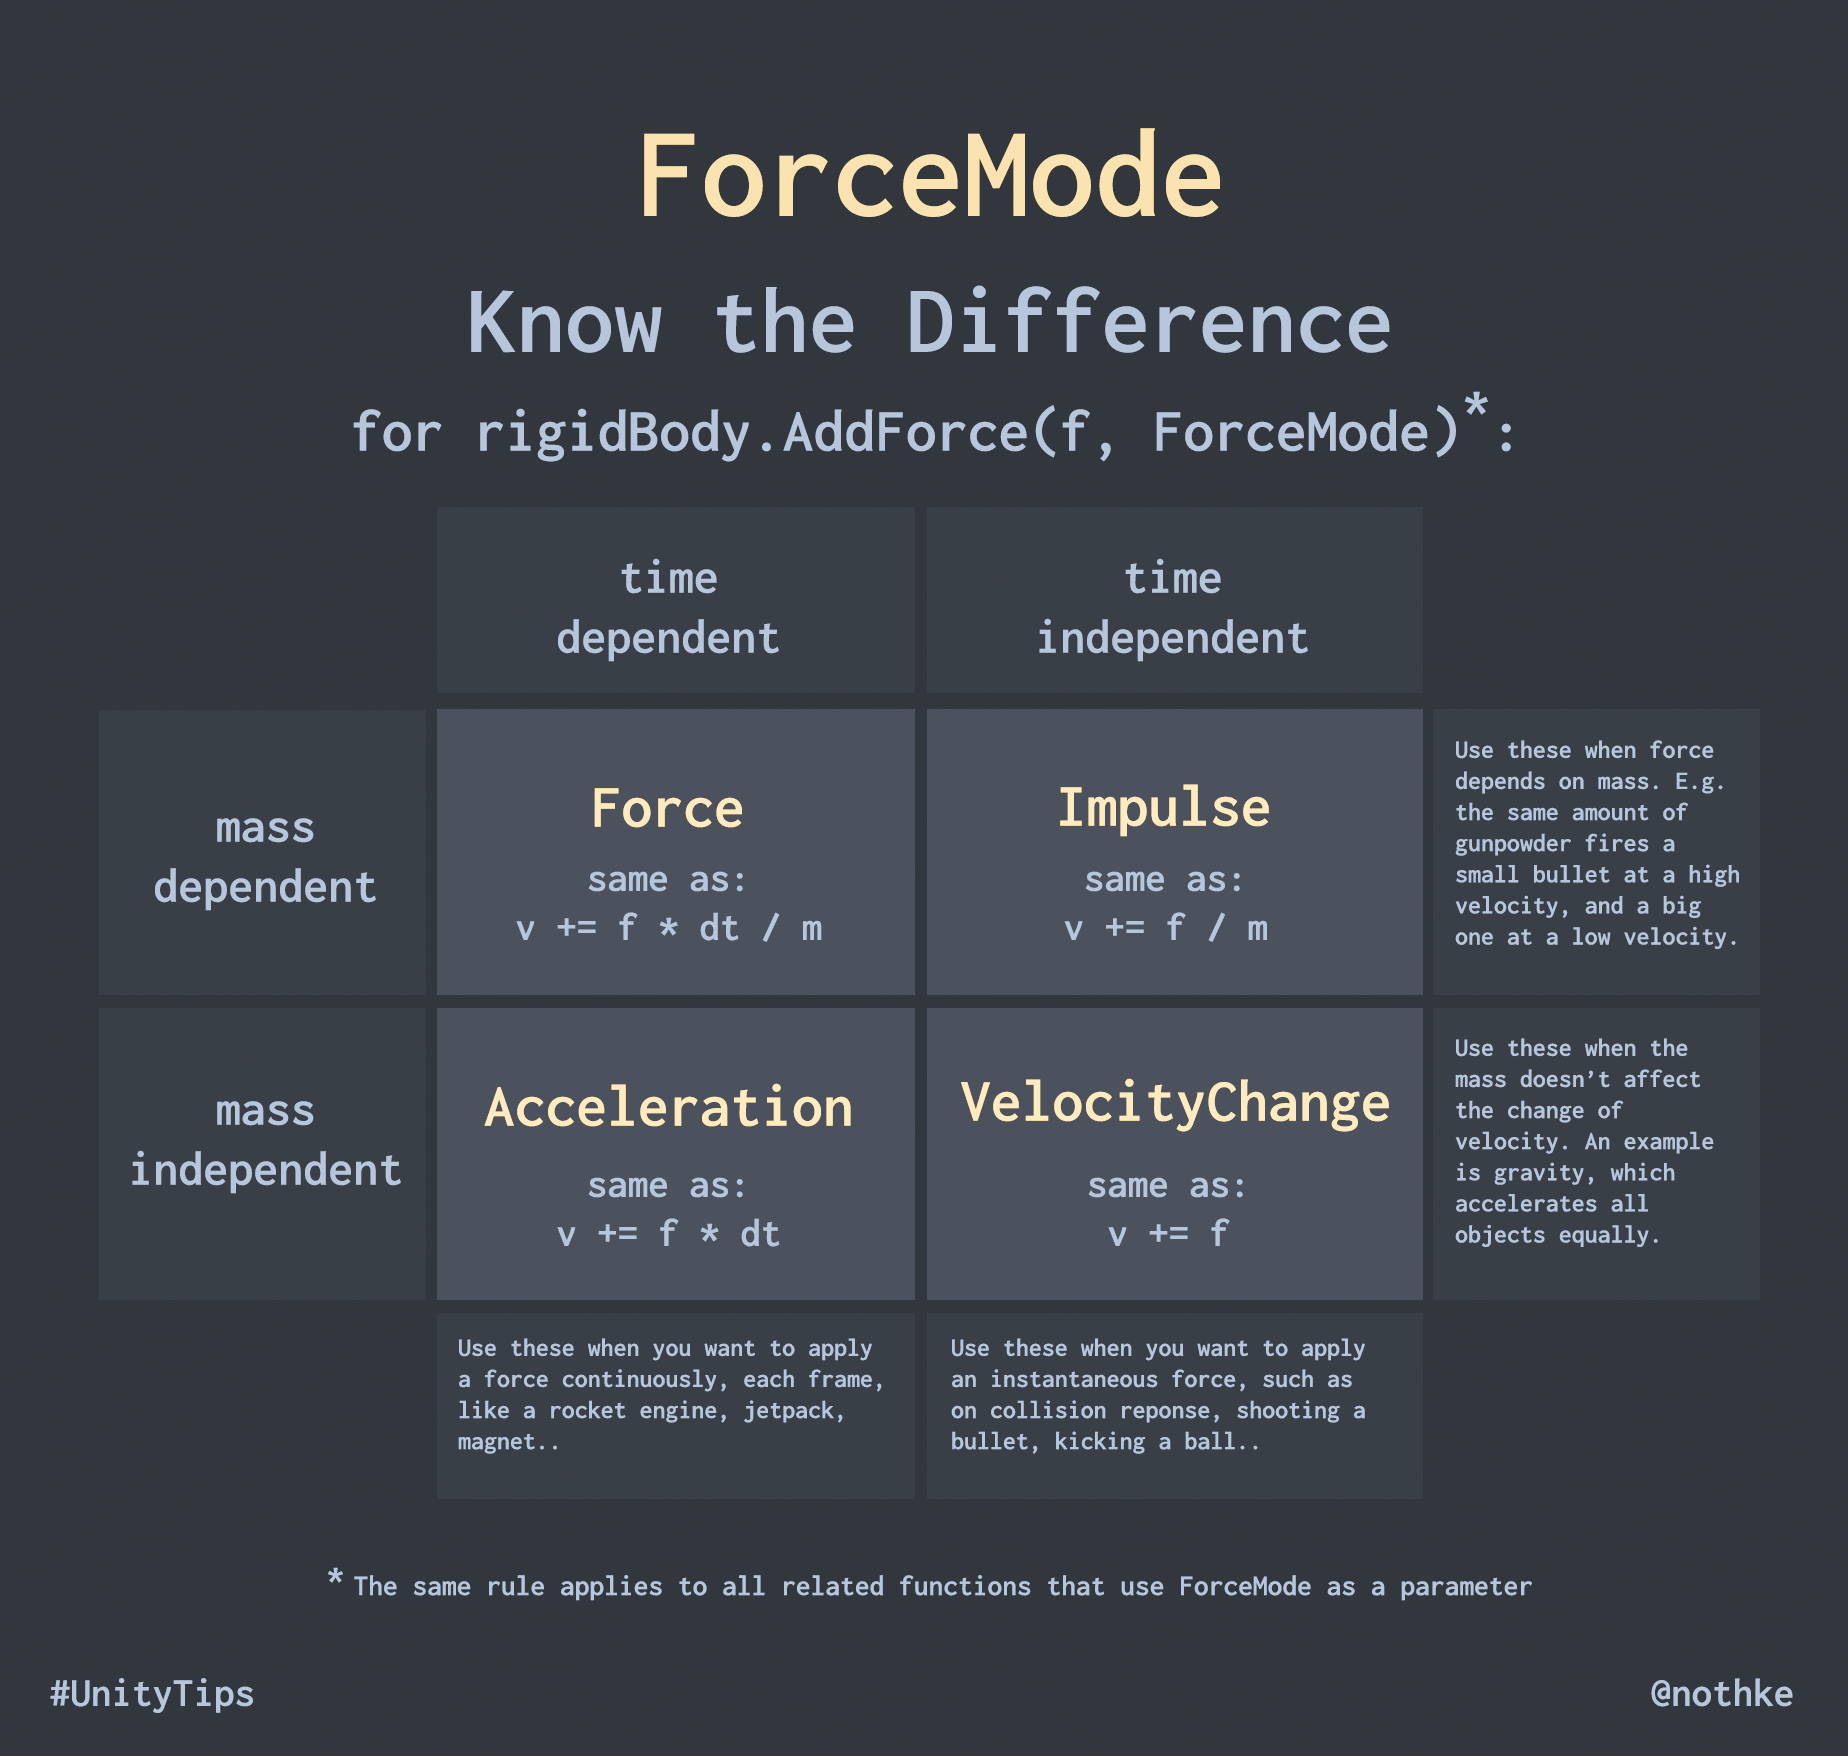 ForceMode
Know the Difference
for rigidBody.AddForce(f, ForceMode)*:
time
dependent
time
independent
mass
dependent
Force
same as:
v += f * dt / m
Impulse
same as:
v += f / m
Use these when force
depends on mass. E.g.
the same amount of
gunpowder fires a
small bullet at a high
velocity, and a big
one at a low velocity.
mass
independent
Acceleration
same as:
v += f * dt
VelocityChange
same as:
v += f
Use these when the
mass doesn’t affect
the change of
velocity. An example
is gravity, which
accelerates all
objects equally.
Use these when you want to apply
a force continuously, each frame,
like a rocket engine, jetpack,
magnet..
Use these when you want to apply
an instantaneous force, such as
on collision reponse, shooting a
bullet, kicking a ball..
* The same rule applies to all related functions that use ForceMode as a parameter
#UnityTips
@nothke